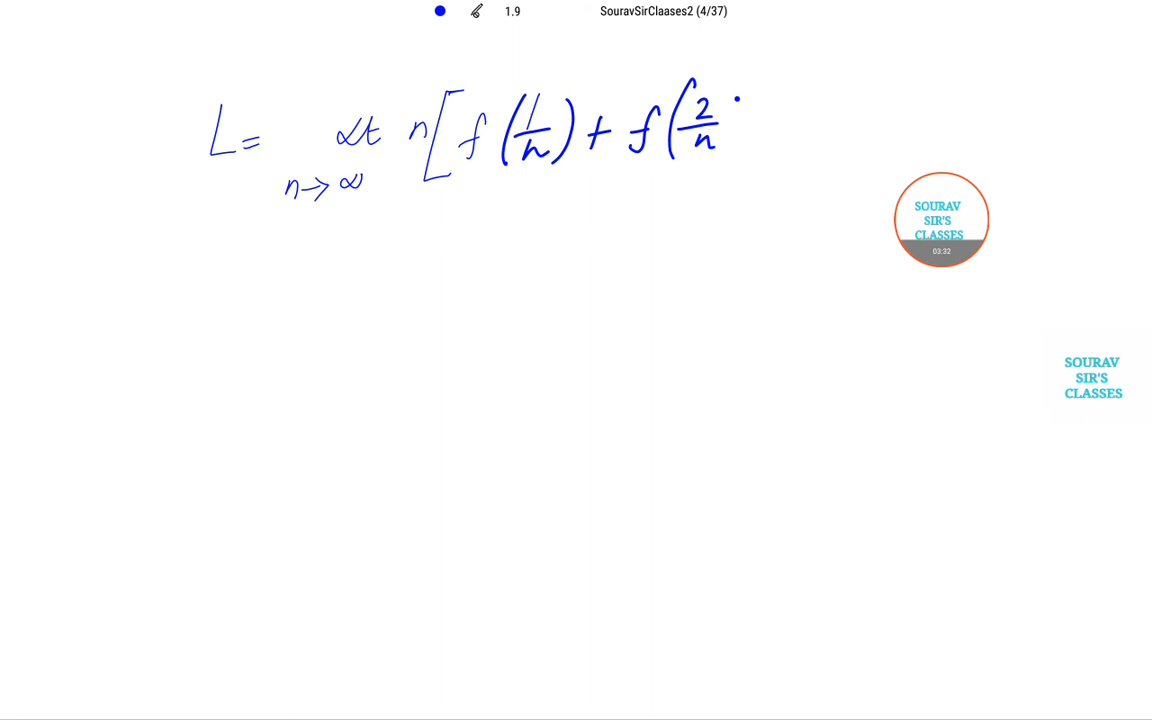 1.9 SouravSirClaases2 (4/37)
L = Lt n[f(1/n) + f(2/n
n→∞
SOURAV
SIR'S
CLASSES
03:32
SOURAV
SIR'S
CLASSES